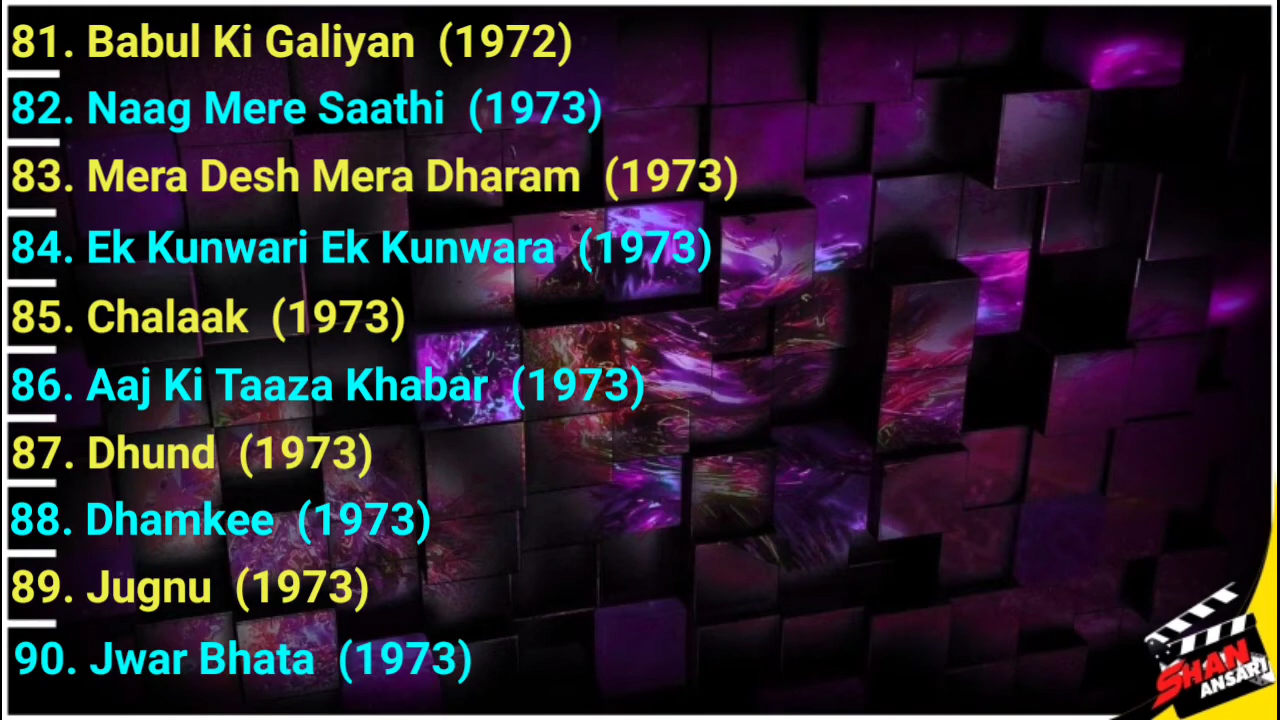 81. Babul Ki Galiyan (1972)
82. Naag Mere Saathi (1973)
83. Mera Desh Mera Dharam (1973)
84. Ek Kunwari Ek Kunwara (1973)
85. Chalaak (1973)
86. Aaj Ki Taaza Khabar (1973)
87. Dhund (1973)
88. Dhamkee (1973)
89. Jugnu (1973)
90. Jwar Bhata (1973)
SHAN
ANSARI